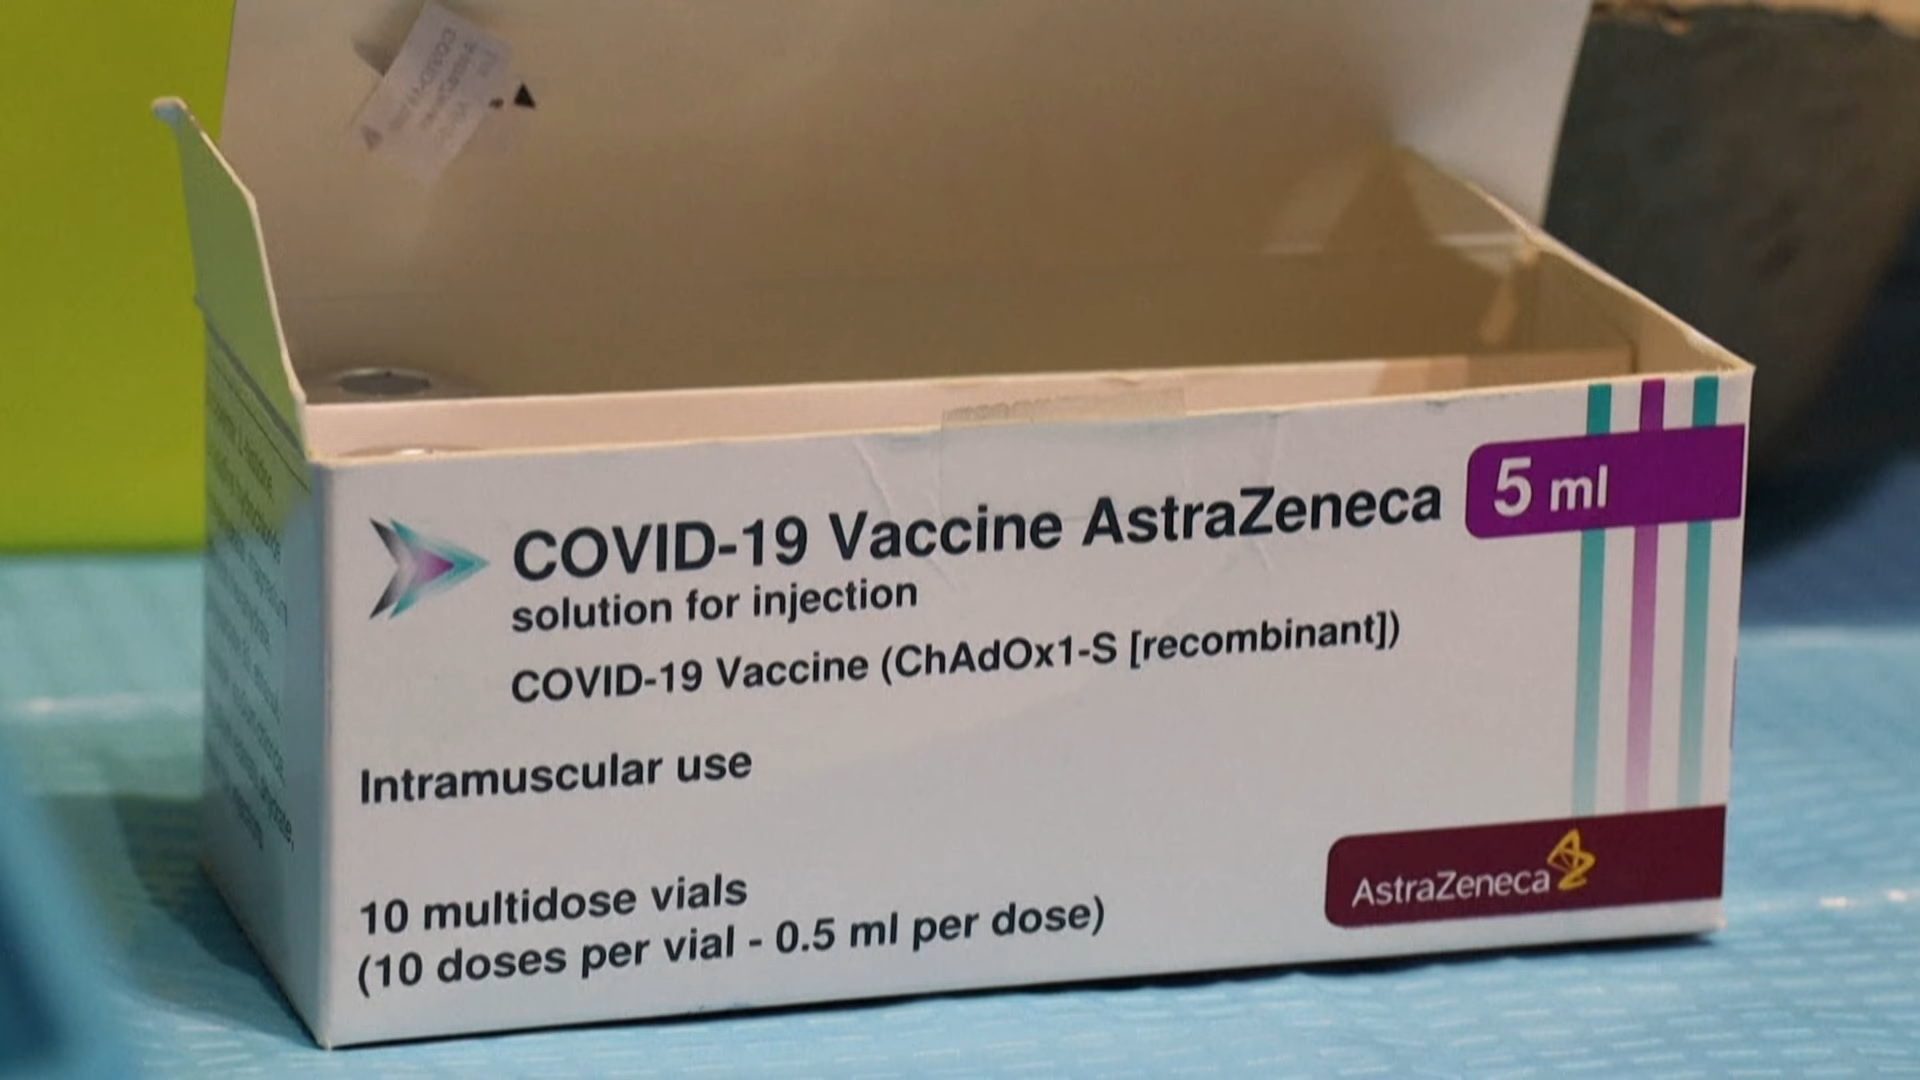 COVID-19 Vaccine AstraZeneca
5 ml
solution for injection
COVID-19 Vaccine (ChAdOx1-S [recombinant])
Intramuscular use
10 multidose vials
(10 doses per vial - 0.5 ml per dose)
AstraZeneca